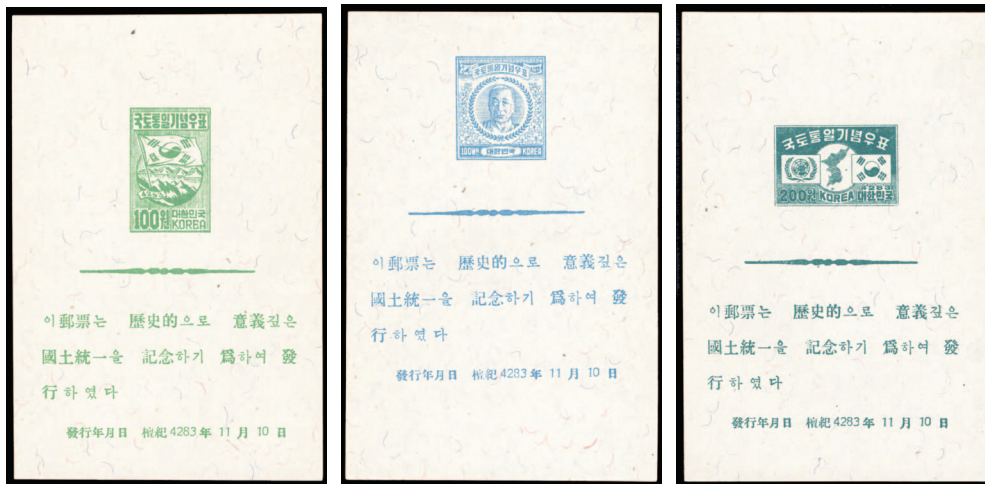 국토통일기념우표
100원 대한민국
KOREA
이郵票는 歷史的으로 意義깊은
國土統一을 記念하기 爲하여 發
行하였다
發行年月日 檀紀 4283年 11月 10日
국토통일기념우표
100원 대한민국 KOREA
이郵票는 歷史的으로 意義깊은
國土統一을 記念하기 爲하여 發
行하였다
發行年月日 檀紀 4283年 11月 10日
국토통일기념우표
200원 KOREA 대한민국
이郵票는 歷史的으로 意義깊은
國土統一을 記念하기 爲하여 發
行하였다
發行年月日 檀紀 4283年 11月 10日